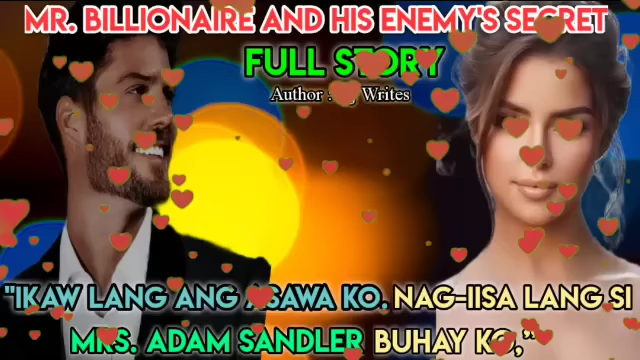 MR. BILLIONAIRE AND HIS ENEMY'S SECRET
FULL STORY
Author : Writes
"IKAW LANG ANG ASAWA KO. NAG-IISA LANG SI
MRS. ADAM SANDLER BUHAY KO,"